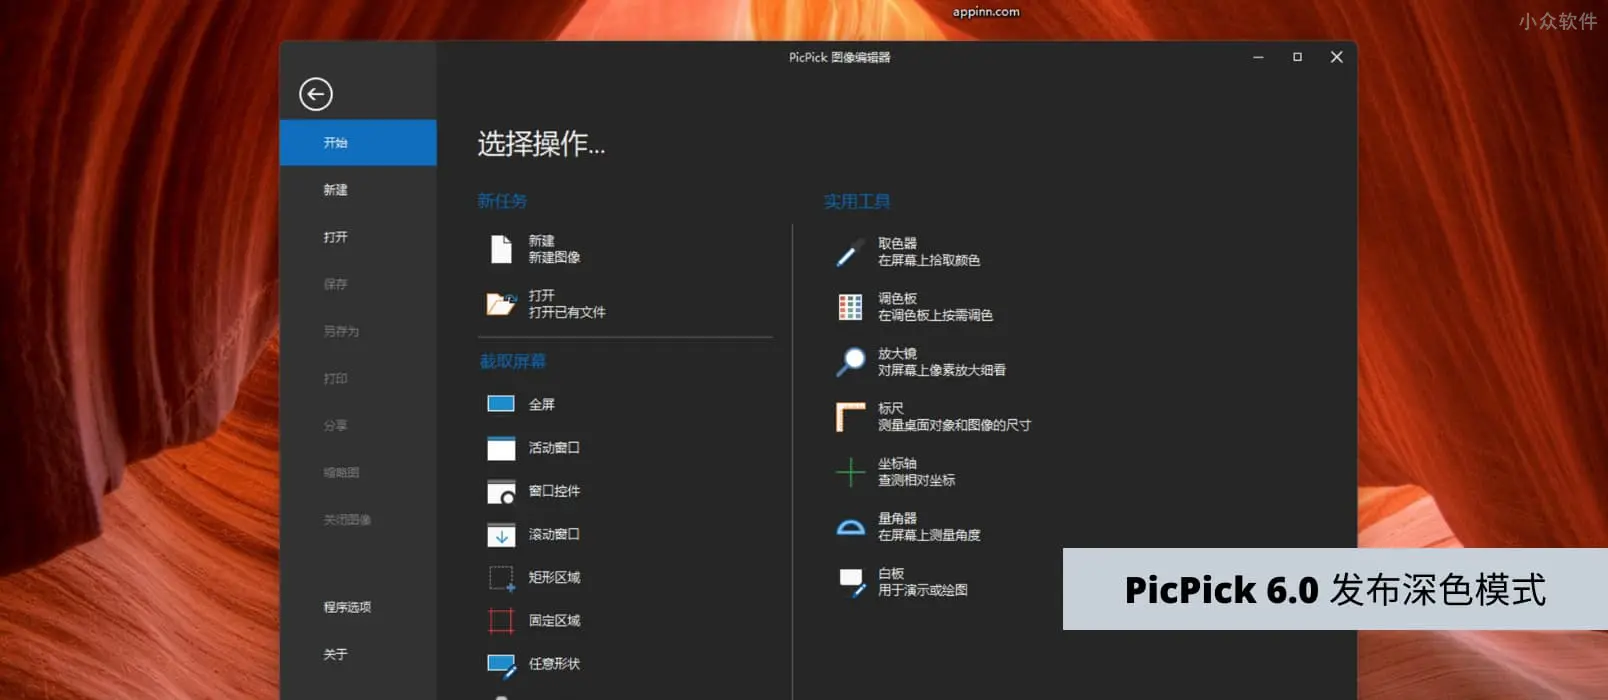 appinn.com
小众软件
PicPick 图像编辑器
开始
新建
打开
保存
另存为
打印
分享
缩略图
关闭图像
程序选项
关于
选择操作...
新任务
新建
新建图像
打开
打开已有文件
截取屏幕
全屏
活动窗口
窗口控件
滚动窗口
矩形区域
固定区域
任意形状
实用工具
取色器
在屏幕上拾取颜色
调色板
在调色板上按需调色
放大镜
对屏幕上像素放大细看
标尺
测量桌面对象和图像的尺寸
坐标轴
查测相对坐标
量角器
在屏幕上测量角度
白板
用于演示或绘图
PicPick 6.0 发布深色模式